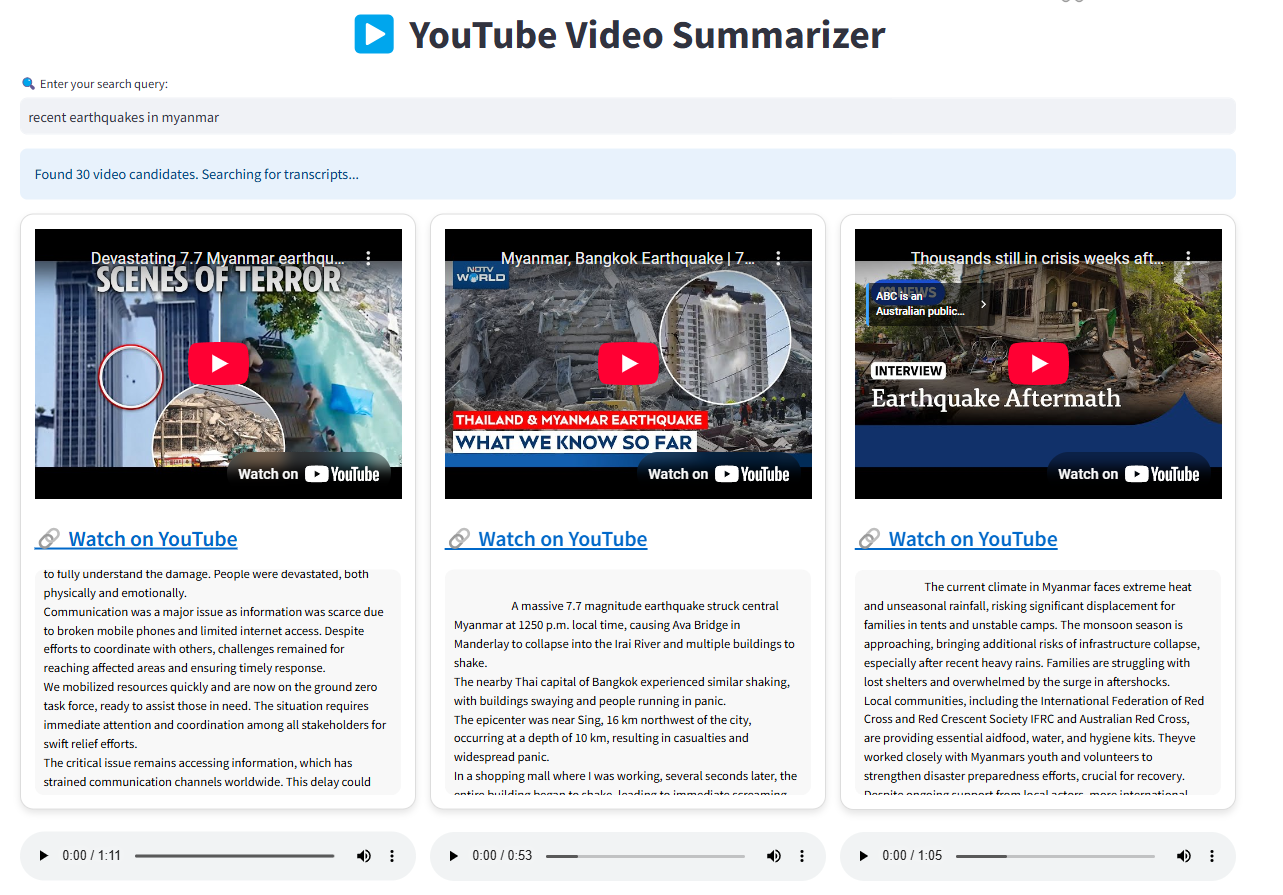 YouTube Video Summarizer
Enter your search query:
recent earthquakes in myanmar
Found 30 video candidates. Searching for transcripts...
Devastating 7.7 Myanmar earthqu...
SCENES OF TERROR
Watch on YouTube
Watch on YouTube
to fully understand the damage. People were devastated, both
physically and emotionally.
Communication was a major issue as information was scarce due
to broken mobile phones and limited internet access. Despite
efforts to coordinate with others, challenges remained for
reaching affected areas and ensuring timely response.
We mobilized resources quickly and are now on the ground zero
task force, ready to assist those in need. The situation requires
immediate attention and coordination among all stakeholders for
swift relief efforts.
The critical issue remains accessing information, which has
strained communication channels worldwide. This delay could
0:00 / 1:11
Myanmar, Bangkok Earthquake | 7...
NDTV
WORLD
THAILAND & MYANMAR EARTHQUAKE
WHAT WE KNOW SO FAR
Watch on YouTube
Watch on YouTube
A massive 7.7 magnitude earthquake struck central
Myanmar at 1250 p.m. local time, causing Ava Bridge in
Manderlay to collapse into the Irai River and multiple buildings to
shake.
The nearby Thai capital of Bangkok experienced similar shaking,
with buildings swaying and people running in panic.
The epicenter was near Sing, 16 km northwest of the city,
occurring at a depth of 10 km, resulting in casualties and
widespread panic.
In a shopping mall where I was working, several seconds later, the
entire building began to shake, leading to immediate screaming
0:00 / 0:53
Thousands still in crisis weeks aft...
NEWS
ABC is an
Australian public...
INTERVIEW
Earthquake Aftermath
Watch on YouTube
Watch on YouTube
The current climate in Myanmar faces extreme heat
and unseasonal rainfall, risking significant displacement for
families in tents and unstable camps. The monsoon season is
approaching, bringing additional risks of infrastructure collapse,
especially after recent heavy rains. Families are struggling with
lost shelters and overwhelmed by the surge in aftershocks.
Local communities, including the International Federation of Red
Cross and Red Crescent Society IFRC and Australian Red Cross,
are providing essential aidfood, water, and hygiene kits. Theyve
worked closely with Myanmars youth and volunteers to
strengthen disaster preparedness efforts, crucial for recovery.
Despite ongoing support from local actors, more international
0:00 / 1:05